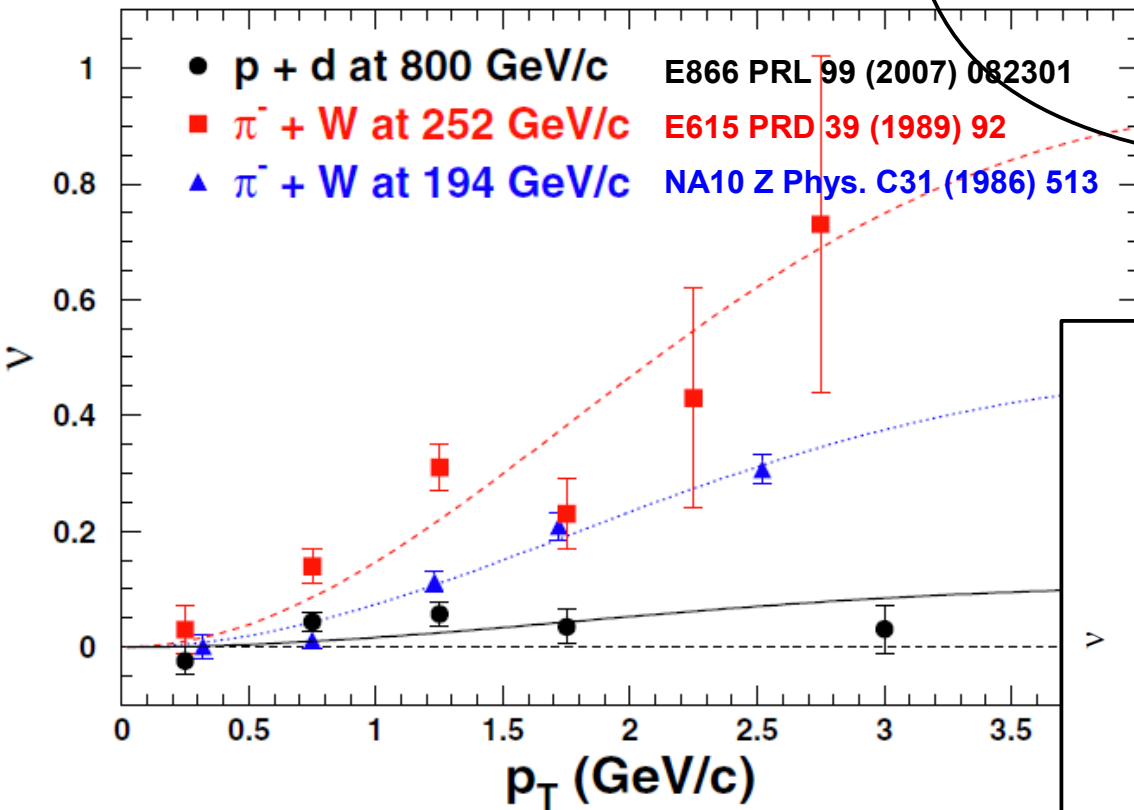 p + d at 800 GeV/c E866 PRL 99 (2007) 082301
π⁻ + W at 252 GeV/c E615 PRD 39 (1989) 92
π⁻ + W at 194 GeV/c NA10 Z Phys. C31 (1986) 513
1
0.8
0.6
0.4
0.2
0
ν
ν
0 0.5 1 1.5 2 2.5 3 3.5
p_T (GeV/c)